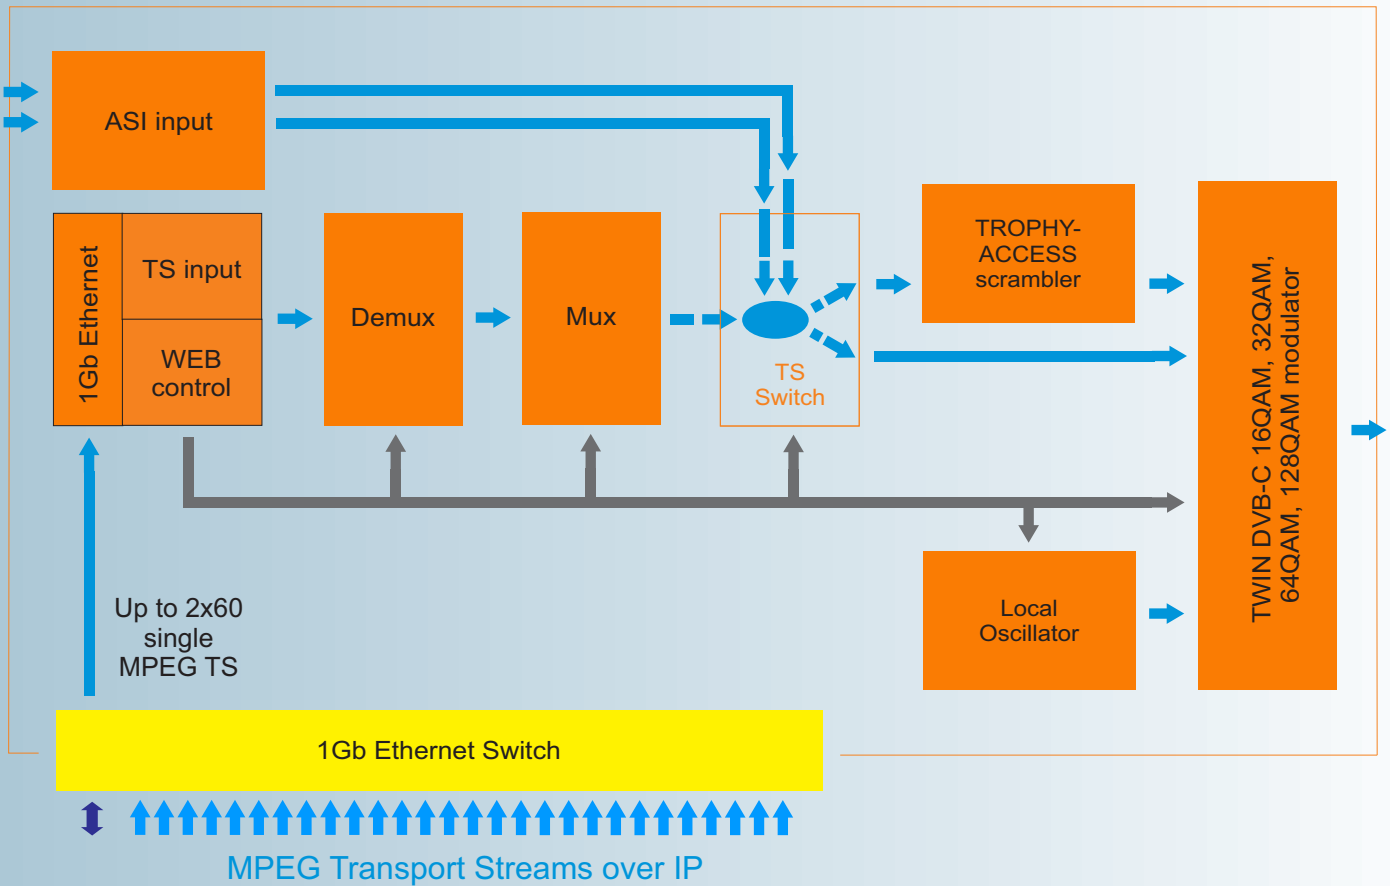 ASI input
1Gb Ethernet
TS input
WEB
control
Demux
Mux
TS
Switch
TROPHY-
ACCESS
scrambler
TWIN DVB-C 16QAM, 32QAM,
64QAM, 128QAM modulator
Local
Oscillator
Up to 2x60
single
MPEG TS
1Gb Ethernet Switch
MPEG Transport Streams over IP